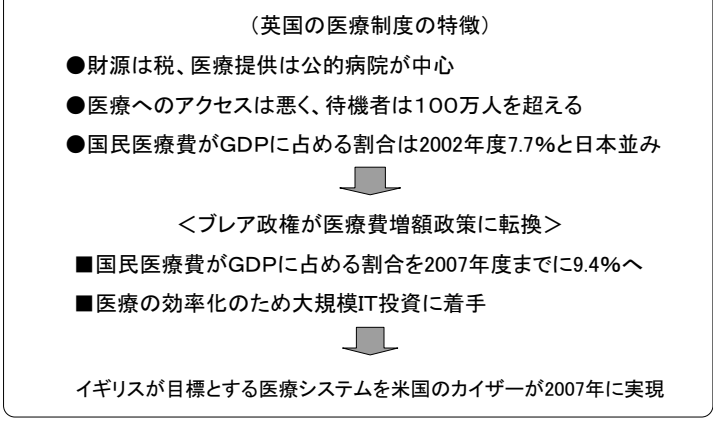 （英国の医療制度の特徴）
●財源は税、医療提供は公的病院が中心
●医療へのアクセスは悪く、待機者は１００万人を超える
●国民医療費がＧＤＰに占める割合は2002年度7.7％と日本並み
＜ブレア政権が医療費増額政策に転換＞
■国民医療費がＧＤＰに占める割合を2007年度までに9.4％へ
■医療の効率化のため大規模IT投資に着手
イギリスが目標とする医療システムを米国のカイザーが2007年に実現